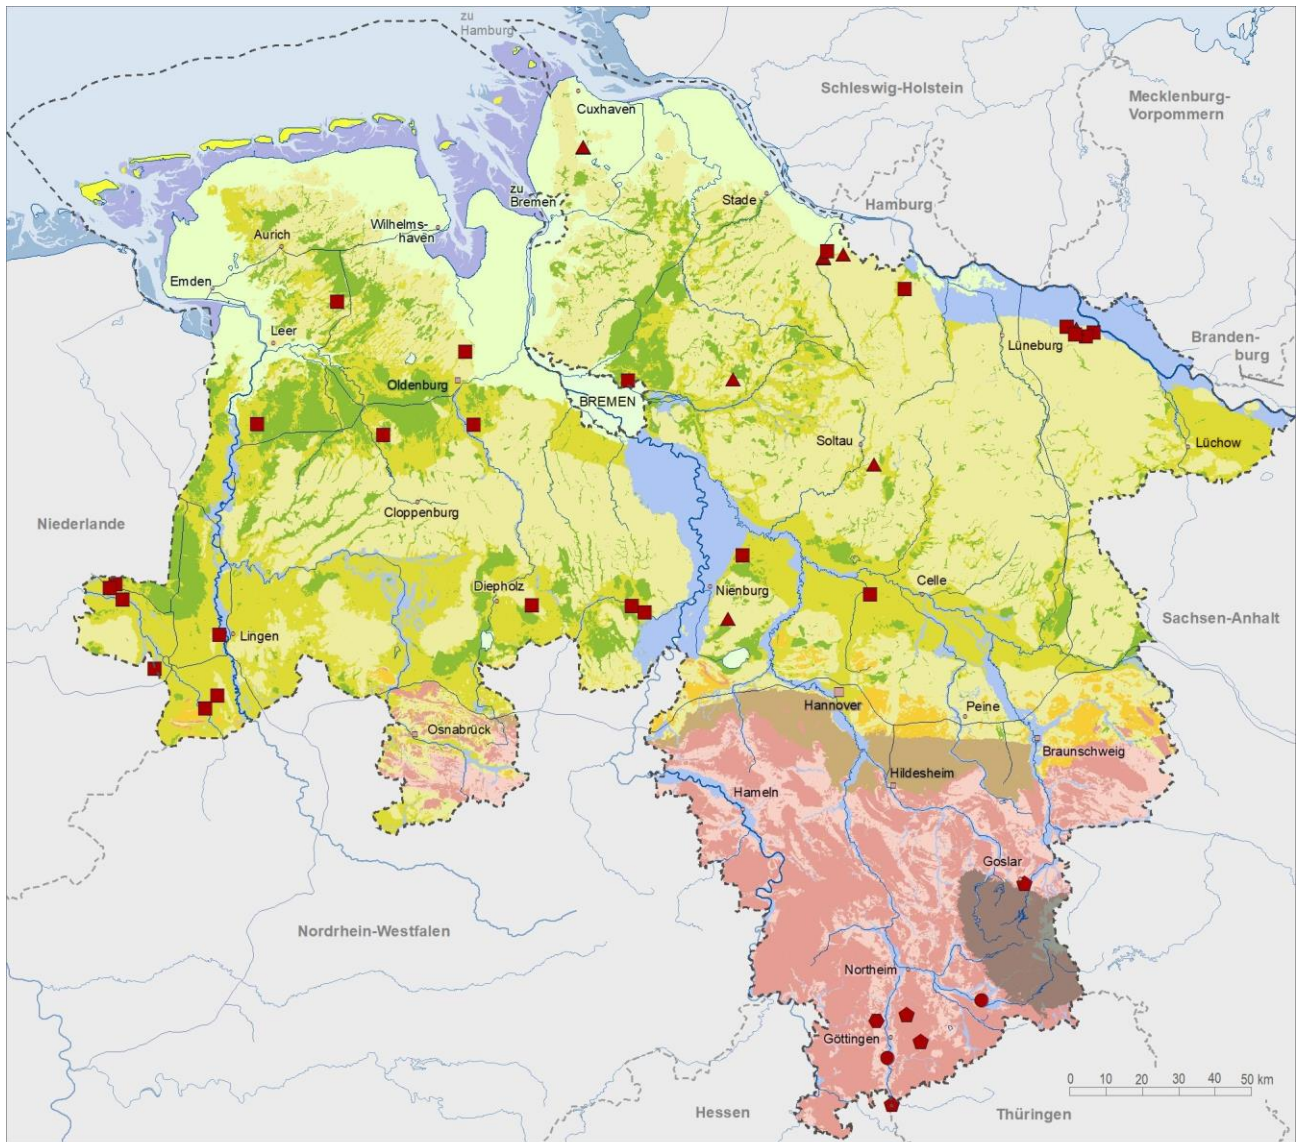 zu
Hamburg
Schleswig-Holstein
Mecklenburg-
Vorpommern
Cuxhaven
Stade
zu
Bremen
Hamburg
Wilhelms-
haven
Aurich
Emden
Leer
Lüneburg
Branden-
burg
Oldenburg
BREMEN
Soltau
Lüchow
Niederlande
Cloppenburg
Diepholz
Nienburg
Celle
Sachsen-Anhalt
Lingen
Hannover
Peine
Osnabrück
Braunschweig
Hildesheim
Hameln
Goslar
Nordrhein-Westfalen
Northeim
Göttingen
0 10 20 30 40 50 km
Hessen
Thüringen